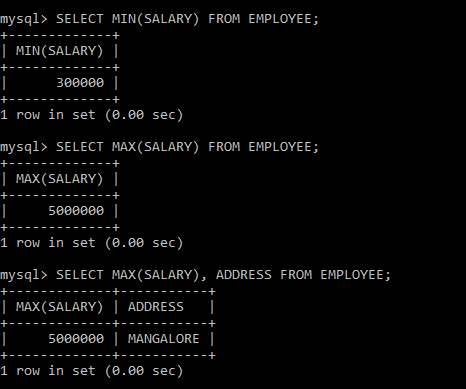 mysql> SELECT MIN(SALARY) FROM EMPLOYEE;
+-------------+
| MIN(SALARY) |
+-------------+
|      300000 |
+-------------+
1 row in set (0.00 sec)

mysql> SELECT MAX(SALARY) FROM EMPLOYEE;
+-------------+
| MAX(SALARY) |
+-------------+
|     5000000 |
+-------------+
1 row in set (0.00 sec)

mysql> SELECT MAX(SALARY), ADDRESS FROM EMPLOYEE;
+-------------+-----------+
| MAX(SALARY) | ADDRESS   |
+-------------+-----------+
|     5000000 | MANGALORE |
+-------------+-----------+
1 row in set (0.00 sec)